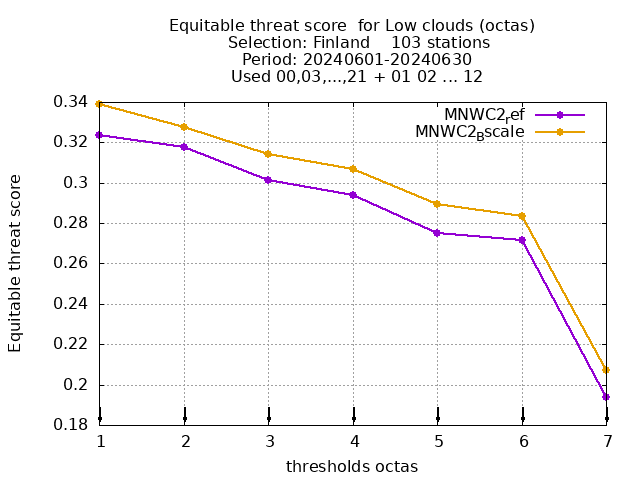 Equitable threat score  for Low clouds (octas)
Selection: Finland    103 stations
Period: 20240601-20240630
Used 00,03,...,21 + 01 02 ... 12
MNWC2ref
MNWC2Bscale
0.34
0.32
0.3
0.28
0.26
0.24
0.22
0.2
0.18
Equitable threat score
1 2 3 4 5 6 7
thresholds octas